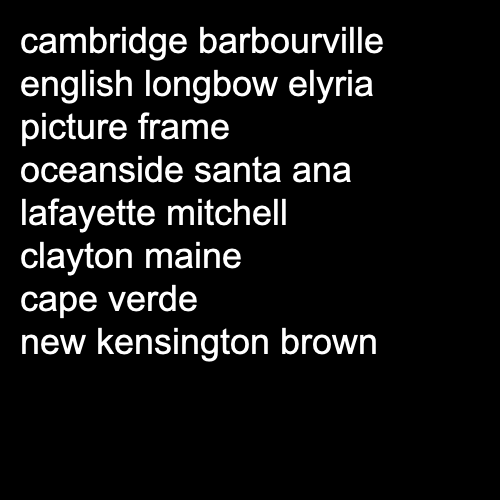 cambridge barbourville
english longbow elyria
picture frame
oceanside santa ana
lafayette mitchell
clayton maine
cape verde
new kensington brown